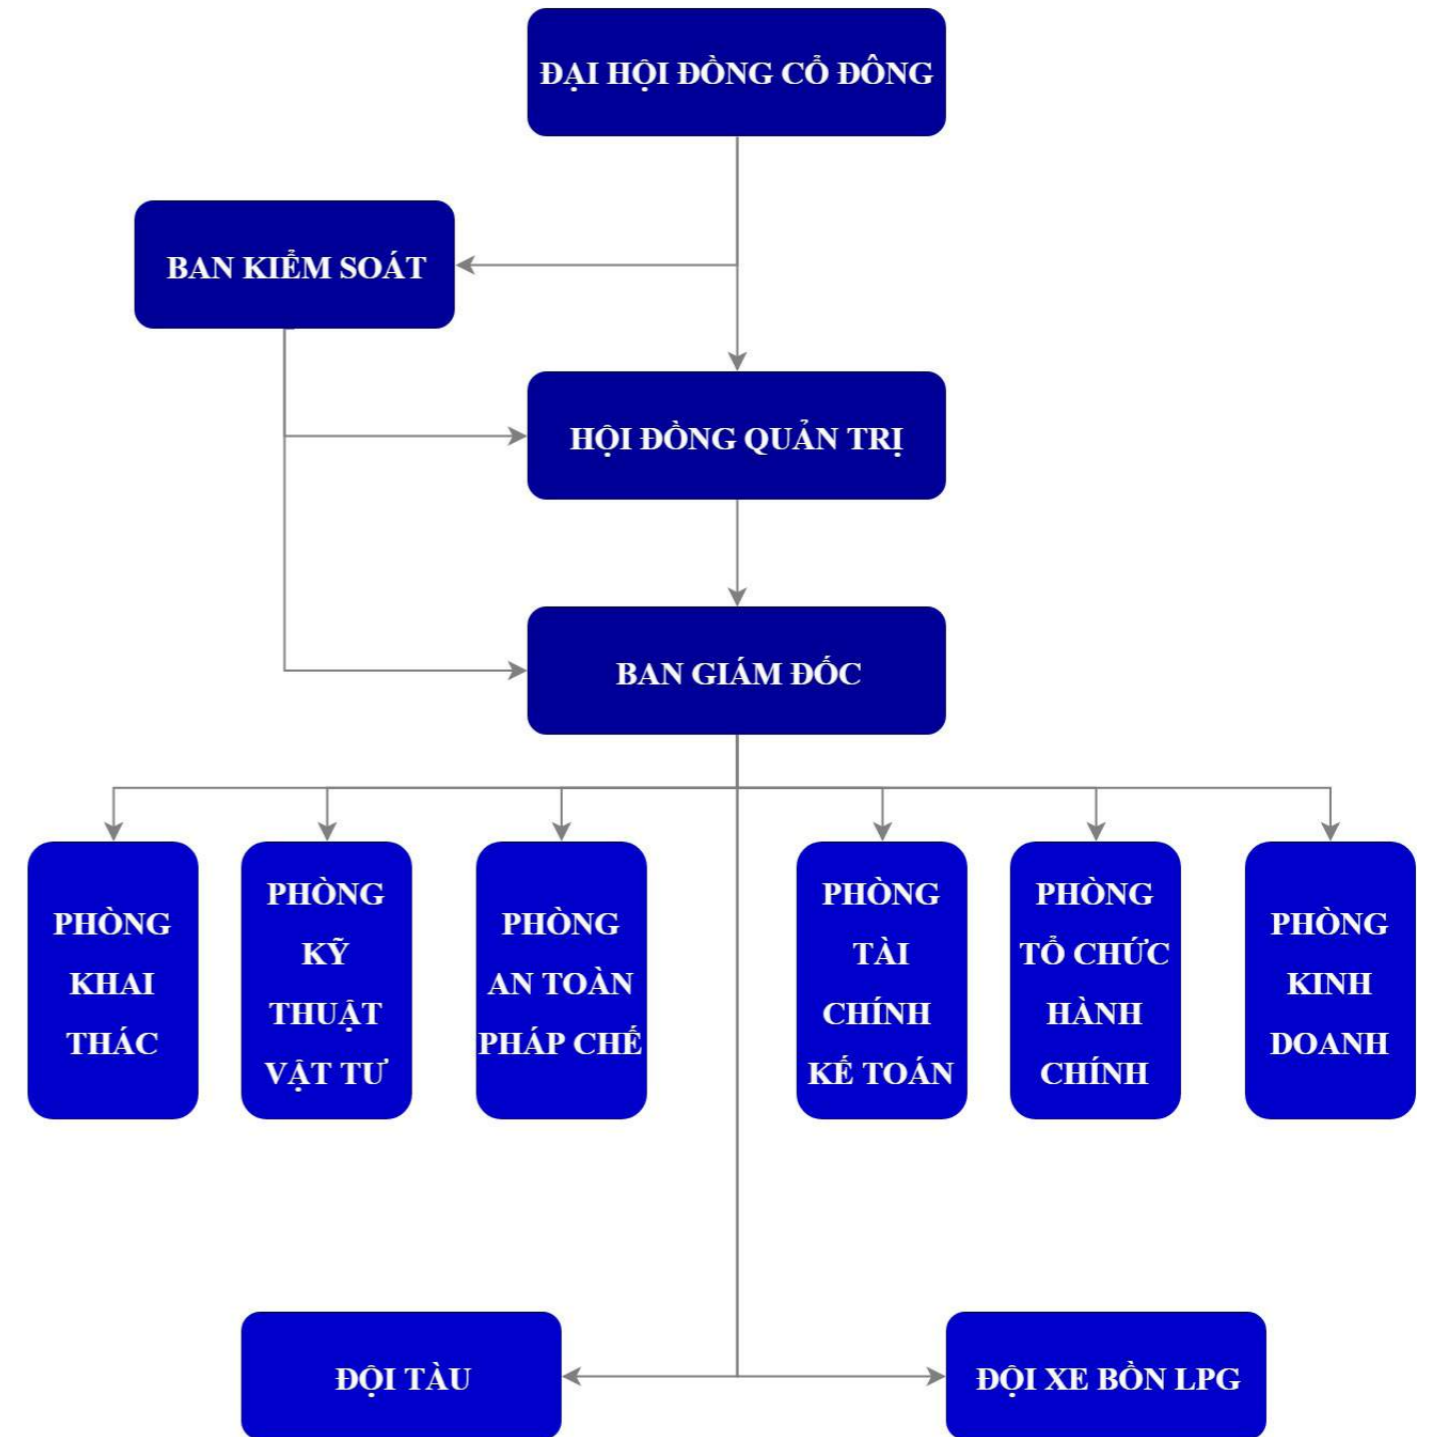 ĐẠI HỘI ĐỒNG CỔ ĐÔNG
BAN KIỂM SOÁT
HỘI ĐỒNG QUẢN TRỊ
BAN GIÁM ĐỐC
PHÒNG
KHAI
THÁC
PHÒNG
KỸ
THUẬT
VẬT TƯ
PHÒNG
AN TOÀN
PHÁP CHẾ
PHÒNG
TÀI
CHÍNH
KẾ TOÁN
PHÒNG
TỔ CHỨC
HÀNH
CHÍNH
PHÒNG
KINH
DOANH
ĐỘI TÀU
ĐỘI XE BỒN LPG